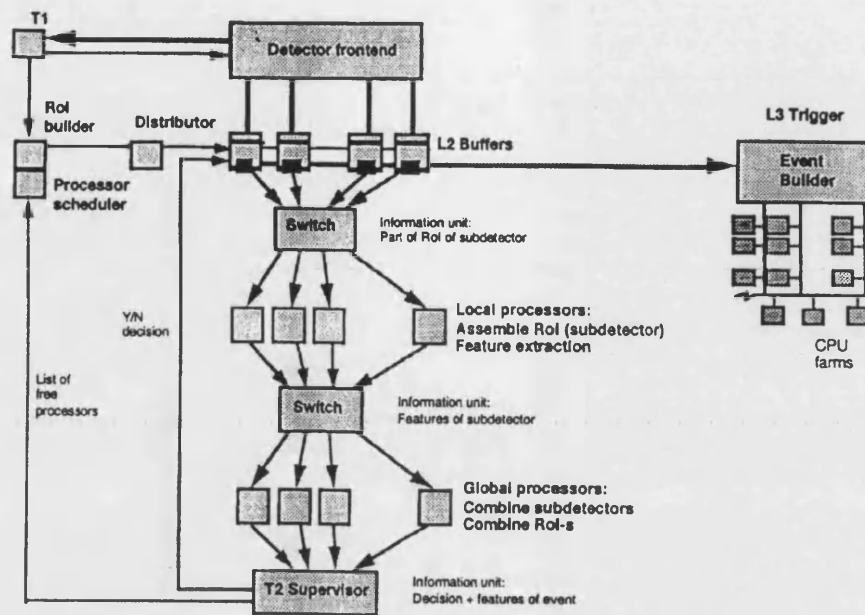 T1
Detector frontend
RoI
builder
Distributor
L2 Buffers
L3 Trigger
Event
Builder
Processor
scheduler
Switch
Information unit:
Part of RoI of subdetector
Y/N
decision
Local processors:
Assemble RoI (subdetector)
Feature extraction
CPU
farms
List of
free
processors
Switch
Information unit:
Features of subdetector
Global processors:
Combine subdetectors
Combine RoI-s
T2 Supervisor
Information unit:
Decision + features of event